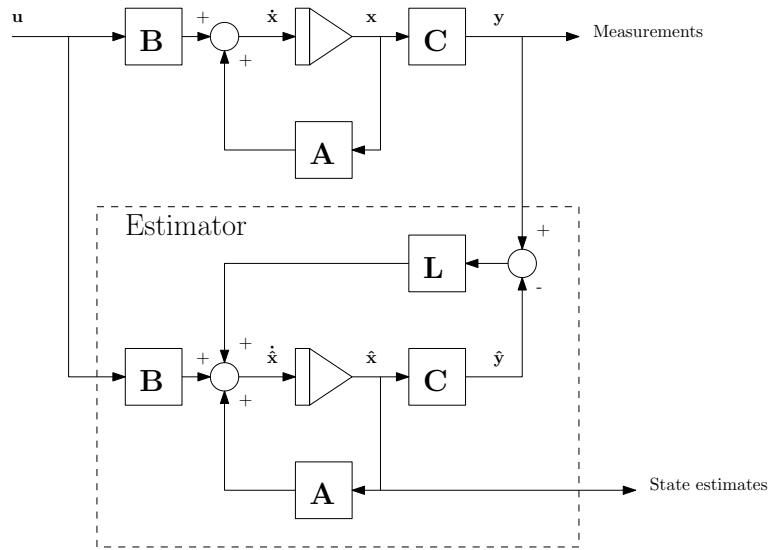 u
B
+
+
ẋ
x
C
y
Measurements
A
Estimator
+
L
-
B
+
+
+
x̂̇
x̂
C
ŷ
A
State estimates